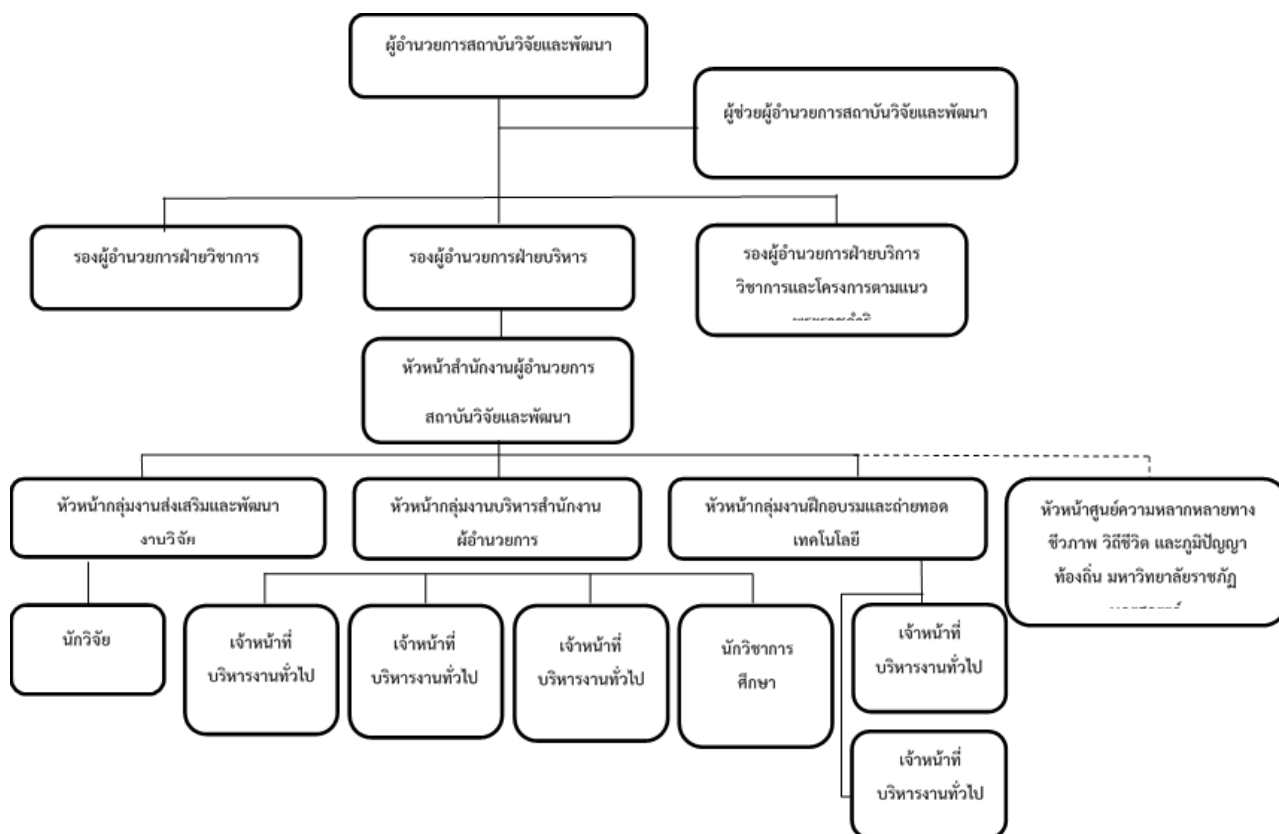 ผู้อำนวยการสถาบันวิจัยและพัฒนา
ผู้ช่วยผู้อำนวยการสถาบันวิจัยและพัฒนา
รองผู้อำนวยการฝ่ายวิชาการ
รองผู้อำนวยการฝ่ายบริหาร
รองผู้อำนวยการฝ่ายบริการ
วิชาการและโครงการตามแนว
หัวหน้าสำนักงานผู้อำนวยการ
สถาบันวิจัยและพัฒนา
หัวหน้ากลุ่มงานส่งเสริมและพัฒนา
งานวิจัย
หัวหน้ากลุ่มงานบริหารสำนักงาน
ผู้อำนวยการ
หัวหน้ากลุ่มงานฝึกอบรมและถ่ายทอด
เทคโนโลยี
หัวหน้าศูนย์ความหลากหลายทาง
ชีวภาพ วิถีชีวิต และภูมิปัญญา
ท้องถิ่น มหาวิทยาลัยราชภัฏ
นักวิจัย
เจ้าหน้าที่
บริหารงานทั่วไป
เจ้าหน้าที่
บริหารงานทั่วไป
เจ้าหน้าที่
บริหารงานทั่วไป
นักวิชาการ
ศึกษา
เจ้าหน้าที่
บริหารงานทั่วไป
เจ้าหน้าที่
บริหารงานทั่วไป